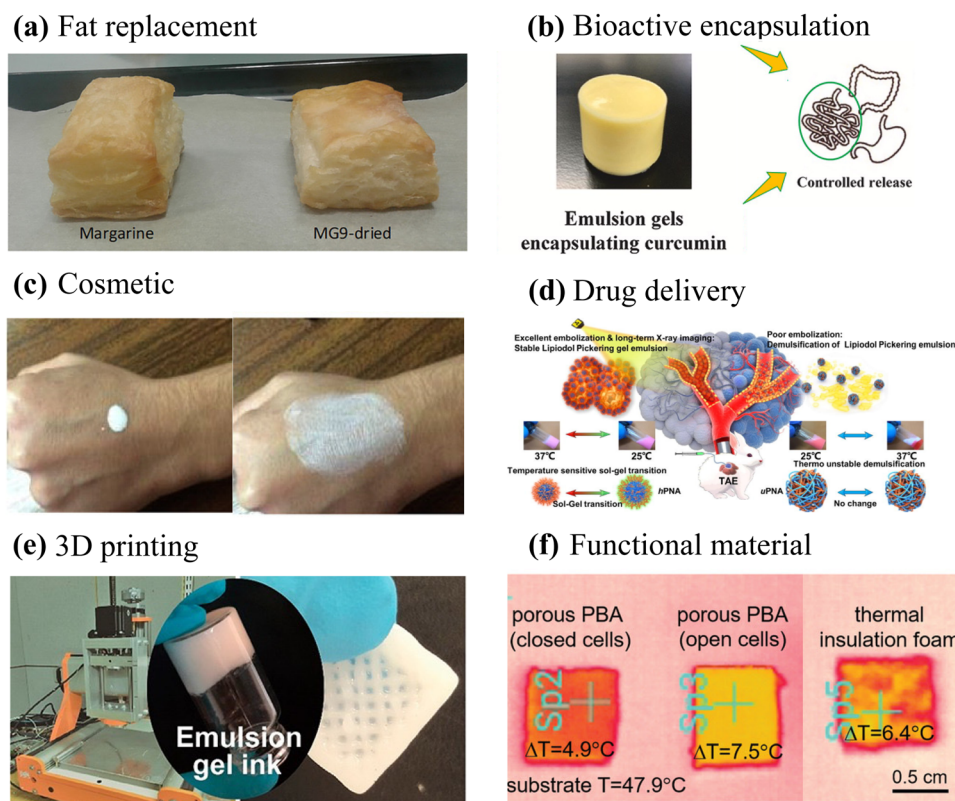 (a) Fat replacement
Margarine
MG9-dried
(b) Bioactive encapsulation
Emulsion gels
encapsulating curcumin
Controlled release
(c) Cosmetic
(d) Drug delivery
Excellent embolization & long-term X-ray imaging:
Stable Lipiodol Pickering gel emulsion
Poor embolization:
Demulsification of Lipiodol Pickering emulsion
37℃
25℃
25℃
37℃
Temperature sensitive sol-gel transition
hPNA
Sol-Gel transition
TAE
Thermo unstable demulsification
uPNA
No change
(e) 3D printing
Emulsion
gel ink
(f) Functional material
porous PBA
(closed cells)
Sp2
ΔT=4.9°C
porous PBA
(open cells)
Sp3
ΔT=7.5°C
thermal
insulation foam
Sp5
ΔT=6.4°C
substrate T=47.9°C
0.5 cm